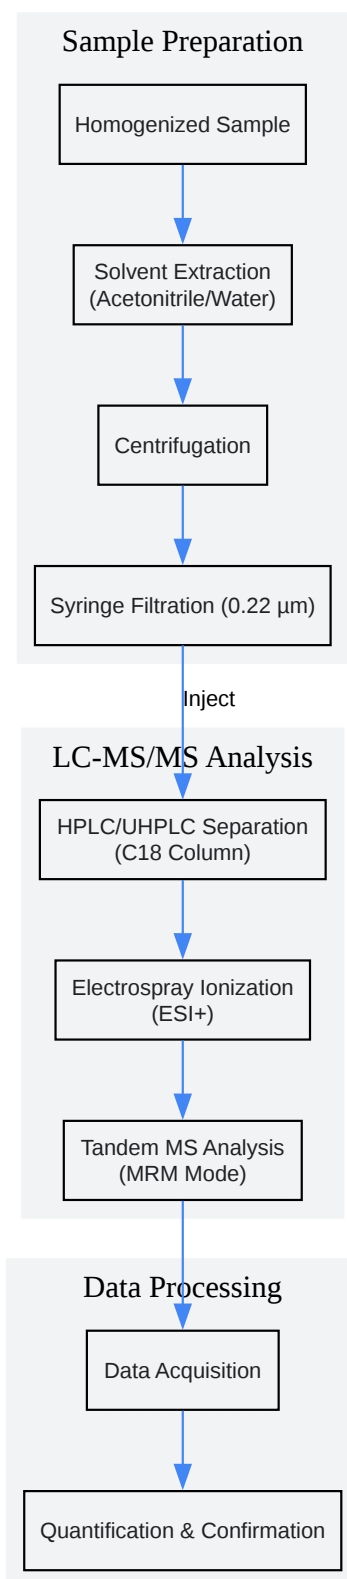 Sample Preparation
Homogenized Sample
Solvent Extraction
(Acetonitrile/Water)
Centrifugation
Syringe Filtration (0.22 µm)
Inject
LC-MS/MS Analysis
HPLC/UHPLC Separation
(C18 Column)
Electrospray Ionization
(ESI+)
Tandem MS Analysis
(MRM Mode)
Data Processing
Data Acquisition
Quantification & Confirmation